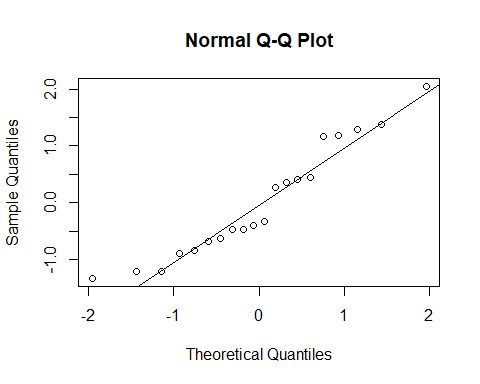 Normal Q-Q Plot
Sample Quantiles
2.0
1.0
0.0
-1.0
-2 -1 0 1 2
Theoretical Quantiles